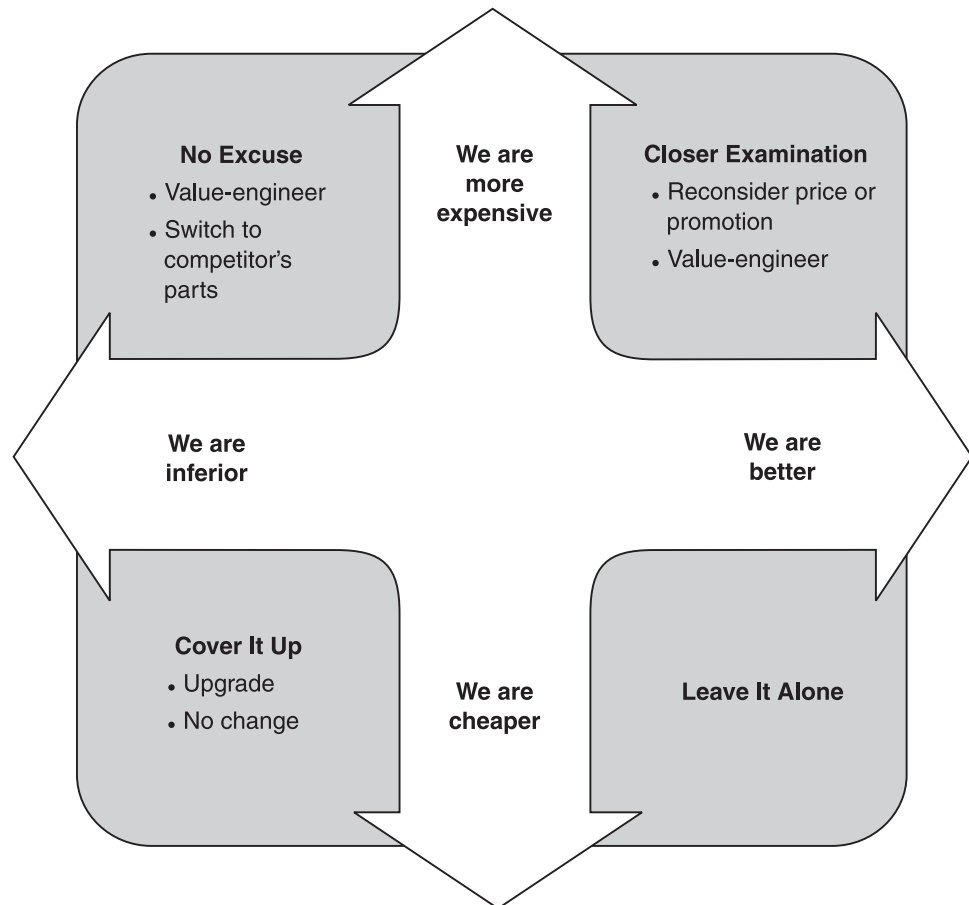 No Excuse
• Value-engineer
• Switch to
competitor’s
parts
We are
more
expensive
Closer Examination
• Reconsider price or
promotion
• Value-engineer
We are
inferior
We are
better
Cover It Up
• Upgrade
• No change
We are
cheaper
Leave It Alone